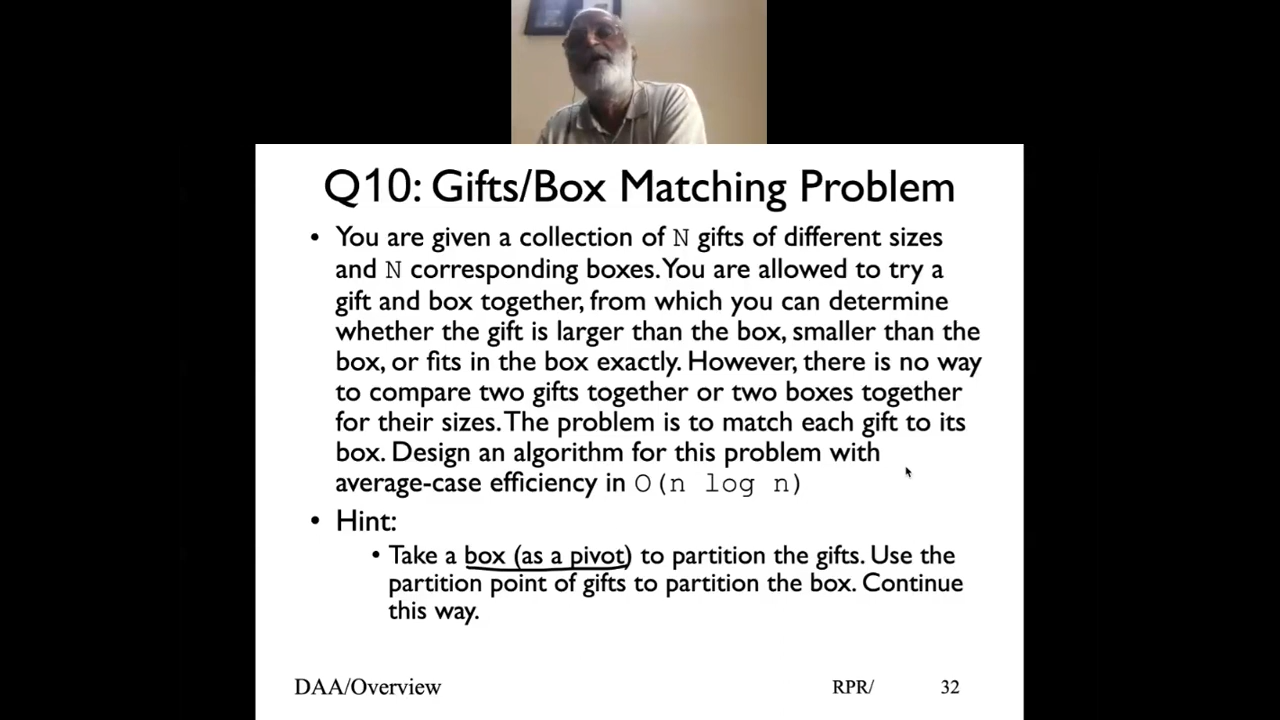 Q10: Gifts/Box Matching Problem
• You are given a collection of N gifts of different sizes
and N corresponding boxes. You are allowed to try a
gift and box together, from which you can determine
whether the gift is larger than the box, smaller than the
box, or fits in the box exactly. However, there is no way
to compare two gifts together or two boxes together
for their sizes. The problem is to match each gift to its
box. Design an algorithm for this problem with
average-case efficiency in O(n log n)
• Hint:
• Take a box (as a pivot) to partition the gifts. Use the
partition point of gifts to partition the box. Continue
this way.
DAA/Overview RPR/ 32